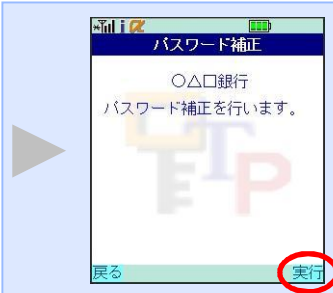 i α
パスワード補正
○△□銀行
パスワード補正を行います。
OTP
戻る
実行